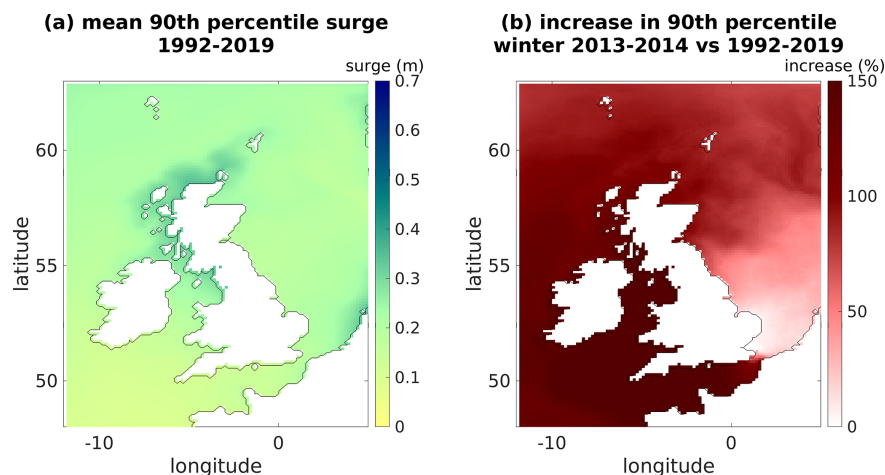 (a) mean 90th percentile surge
1992-2019
surge (m)
0.7
0.6
0.5
0.4
0.3
0.2
0.1
0
60
55
50
latitude
-10
0
longitude
(b) increase in 90th percentile
winter 2013-2014 vs 1992-2019
increase (%)
150
100
50
0
60
55
50
latitude
-10
0
longitude